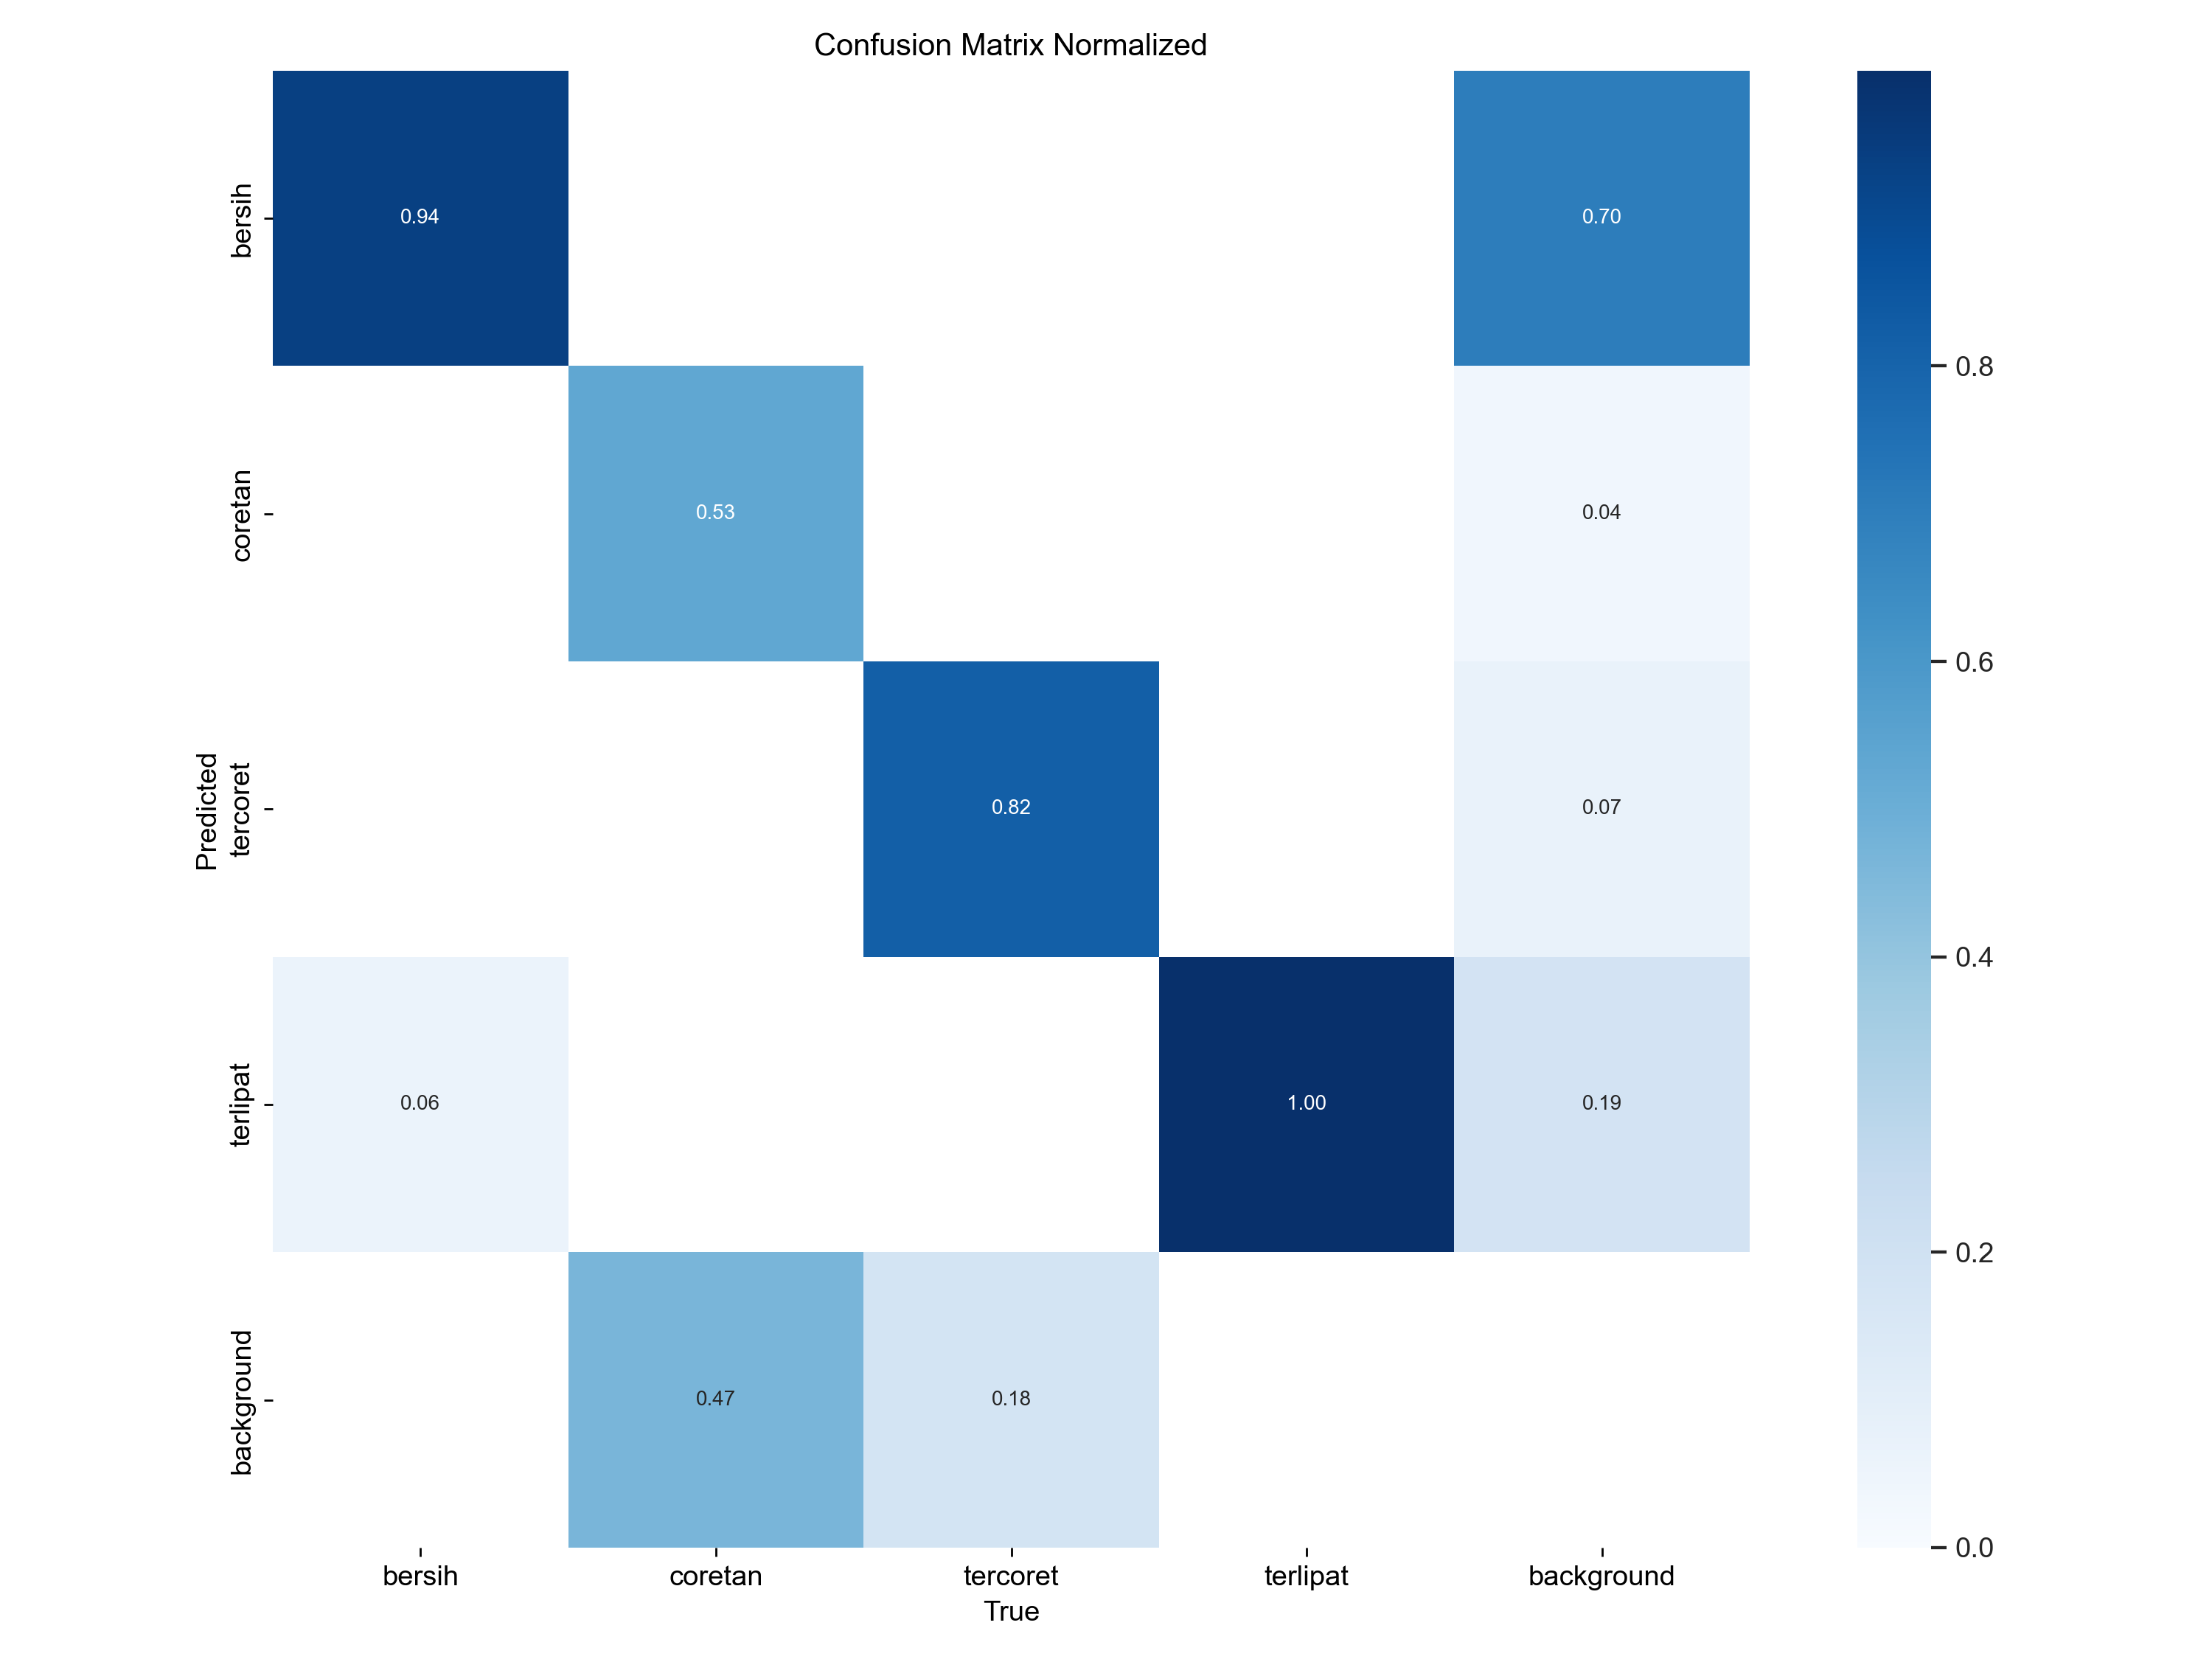 Confusion Matrix Normalized
bersih
0.94
0.70
coretan
0.53
0.04
Predicted
tercoret
0.82
0.07
terlipat
0.06
1.00
0.19
background
0.47
0.18
bersih
coretan
tercoret
terlipat
background
True
0.8
0.6
0.4
0.2
0.0